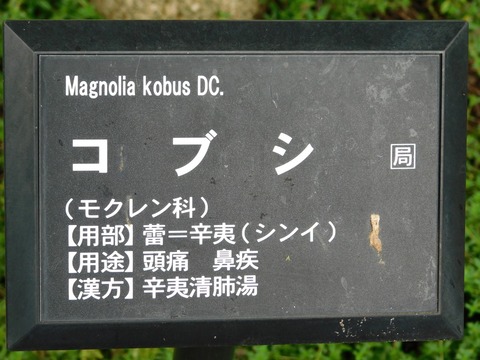 Magnolia kobus DC.
コブシ 局
(モクレン科)
【用部】蕾=辛夷(シンイ)
【用途】頭痛 鼻疾
【漢方】辛夷清肺湯